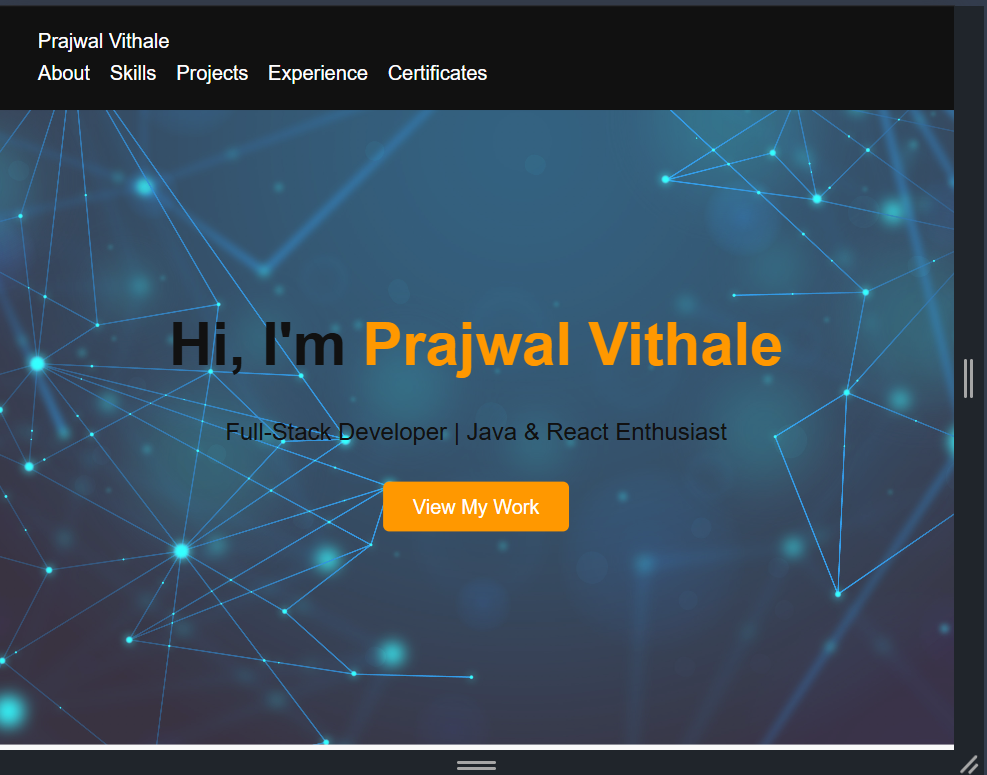 Prajwal Vithale
About Skills Projects Experience Certificates
Hi, I'm Prajwal Vithale
Full-Stack Developer | Java & React Enthusiast
View My Work